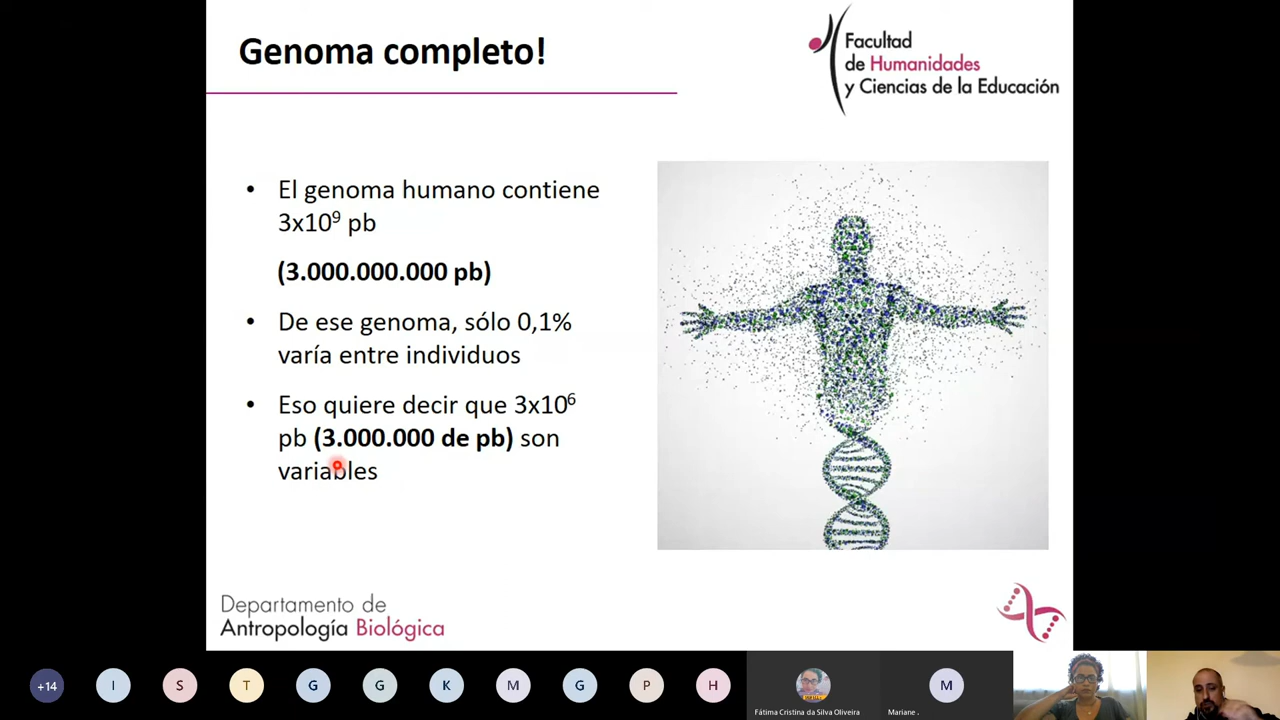 Genoma completo!
Facultad
de Humanidades
y Ciencias de la Educación
• El genoma humano contiene
3x10⁹ pb
(3.000.000.000 pb)
• De ese genoma, sólo 0,1%
varía entre individuos
• Eso quiere decir que 3x10⁶
pb (3.000.000 de pb) son
variables
Departamento de
Antropología Biológica
+14 I S T G G K M G P H M
Fátima Cristina da Silva Oliveira Mariane .